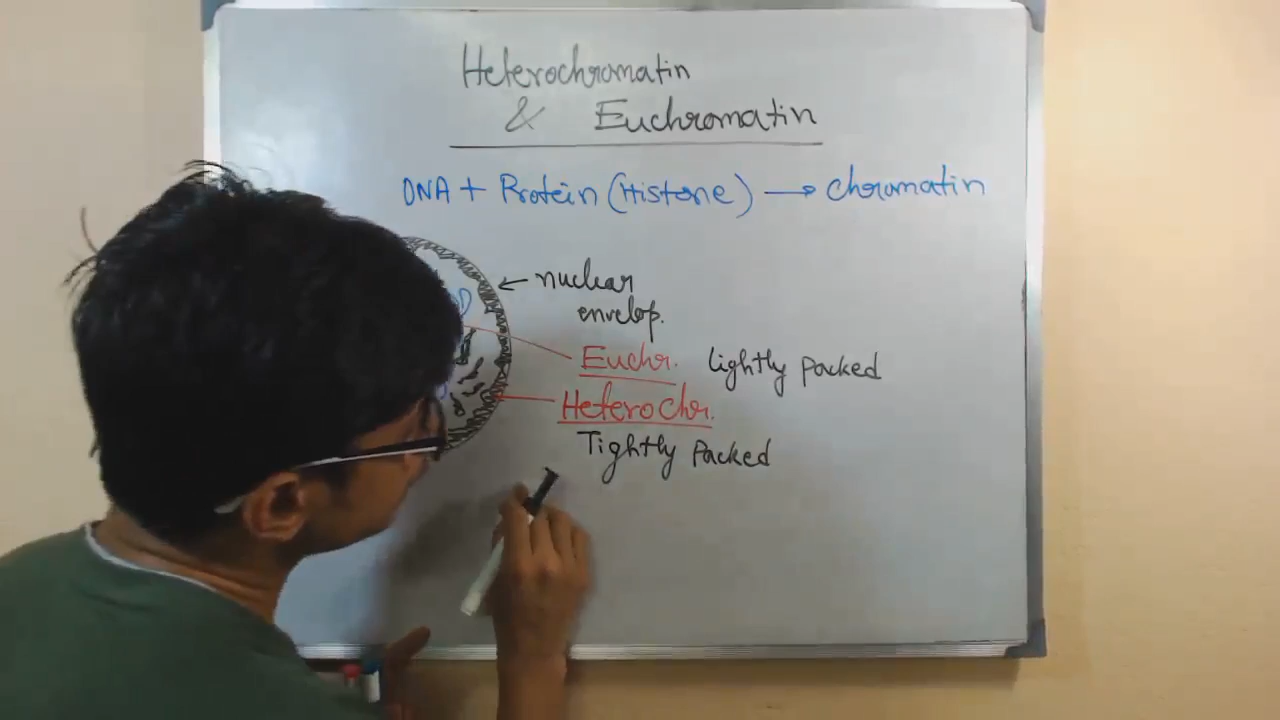 Heterochromatin
& Euchromatin
DNA + Protein (Histone) → chromatin
nuclear
envelop.
Euchr. Lightly Packed
Heterochr.
Tightly Packed